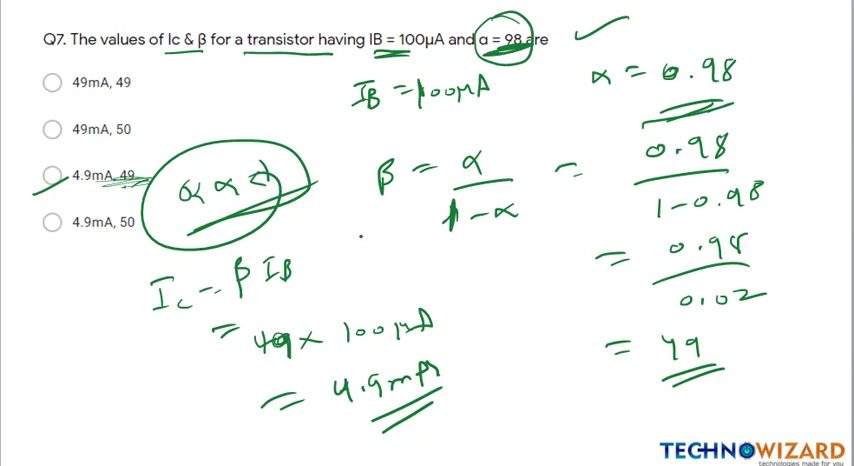 Q7. The values of Ic & β for a transistor having IB = 100µA and α = 98 are
49mA, 49
49mA, 50
4.9mA, 49
4.9mA, 50
IB = 100μA
α = 0.98
β = α / 1-α = 0.98 / 1-0.98
= 0.98 / 0.02
= 49
IC = β IB
= 49 × 100μA
= 4.9mA
TECHNOWIZARD
technologies made for you